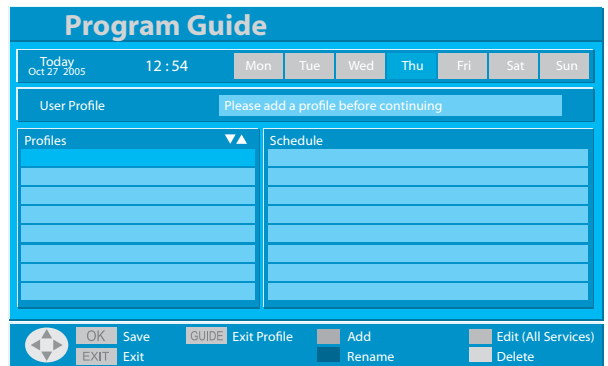 Program Guide
Today
Oct 27 2005
12 : 54
Mon Tue Wed Thu Fri Sat Sun
User Profile Please add a profile before continuing
Profiles ▼▲ Schedule
OK Save GUIDE Exit Profile Add Edit (All Services)
EXIT Exit Rename Delete